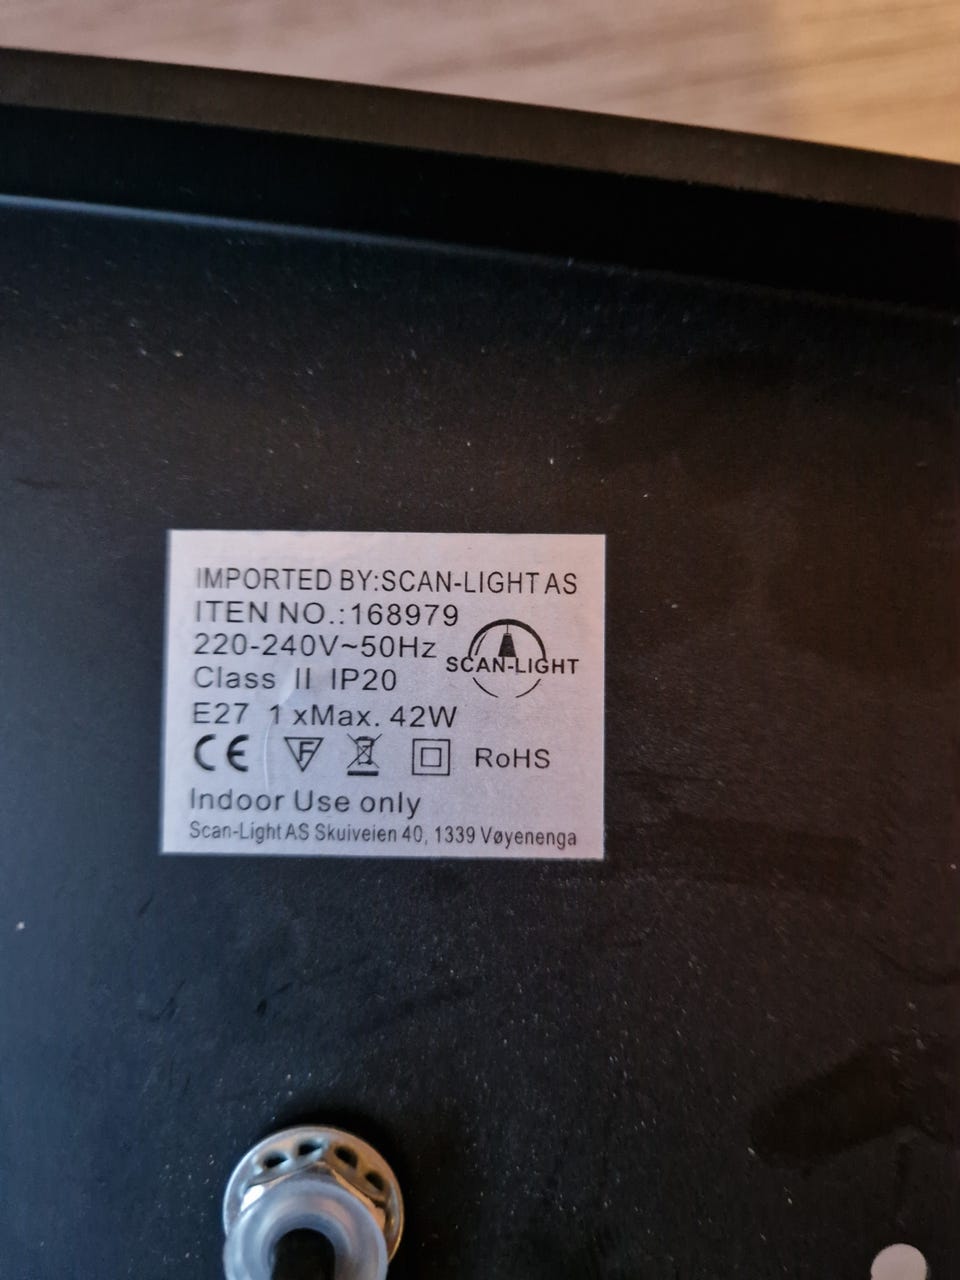 IMPORTED BY:SCAN-LIGHT AS
ITEN NO.:168979
220-240V~50Hz
SCAN-LIGHT
Class II IP20
E27 1 xMax. 42W
CE F RoHS
Indoor Use only
Scan-Light AS Skuiveien 40, 1339 Vøyenenga